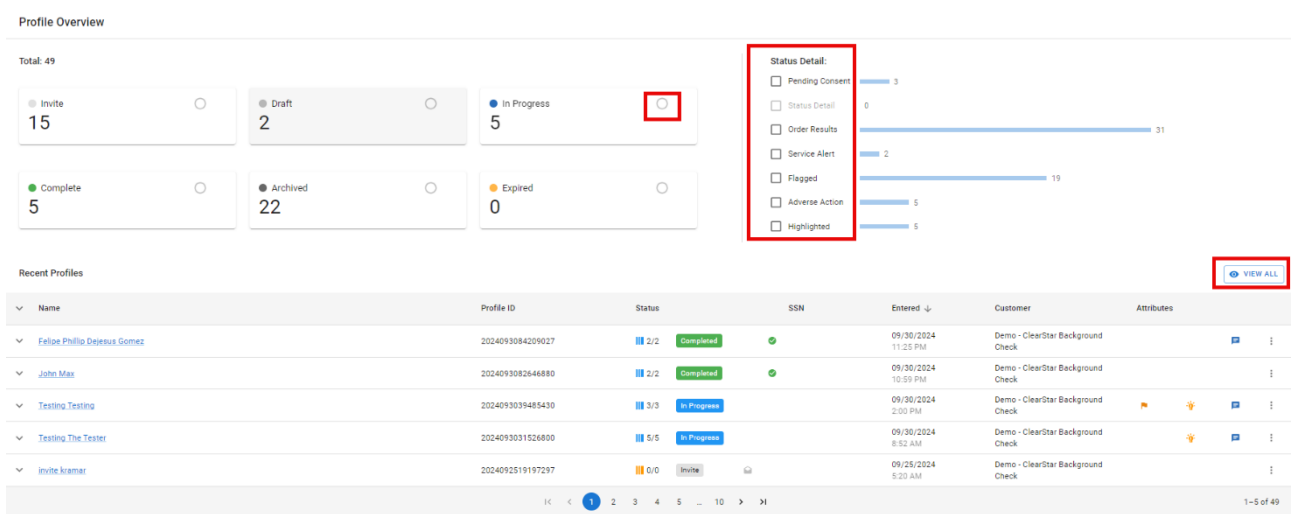 Profile Overview
Total: 49
Invite
15
Draft
2
In Progress
5
Complete
5
Archived
22
Expired
0
Status Detail:
Pending Consent 3
Status Detail 0
Order Results 31
Service Alert 2
Flagged 19
Adverse Action 5
Highlighted 5
Recent Profiles
VIEW ALL
Name Profile ID Status SSN Entered Customer Attributes
Felipe Phillip Dejesus Gomez 2024093084209027 2/2 Completed 09/30/2024 11:25 PM Demo - ClearStar Background Check
John Max 2024093082646880 2/2 Completed 09/30/2024 10:59 PM Demo - ClearStar Background Check
Testing Testing 2024093039485430 3/3 In Progress 09/30/2024 2:00 PM Demo - ClearStar Background Check
Testing The Tester 2024093031526800 5/5 In Progress 09/30/2024 8:52 AM Demo - ClearStar Background Check
invite kramar 2024092519197297 0/0 Invite 09/25/2024 5:20 AM Demo - ClearStar Background Check
1 2 3 4 5 ... 10
1–5 of 49